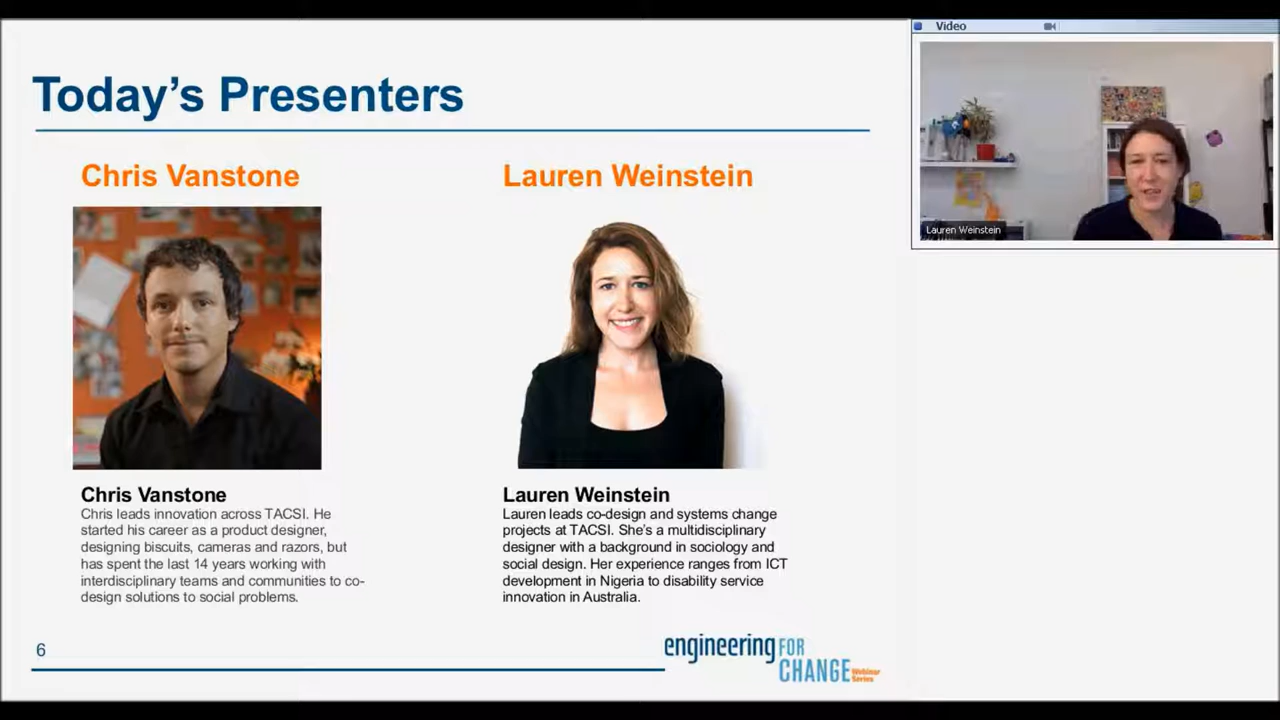 Today's Presenters
Chris Vanstone
Chris Vanstone
Chris leads innovation across TACSI. He
started his career as a product designer,
designing biscuits, cameras and razors, but
has spent the last 14 years working with
interdisciplinary teams and communities to co-
design solutions to social problems.
Lauren Weinstein
Lauren Weinstein
Lauren leads co-design and systems change
projects at TACSI. She's a multidisciplinary
designer with a background in sociology and
social design. Her experience ranges from ICT
development in Nigeria to disability service
innovation in Australia.
6
engineering FOR
CHANGE Webinar
Series
Video
Lauren Weinstein